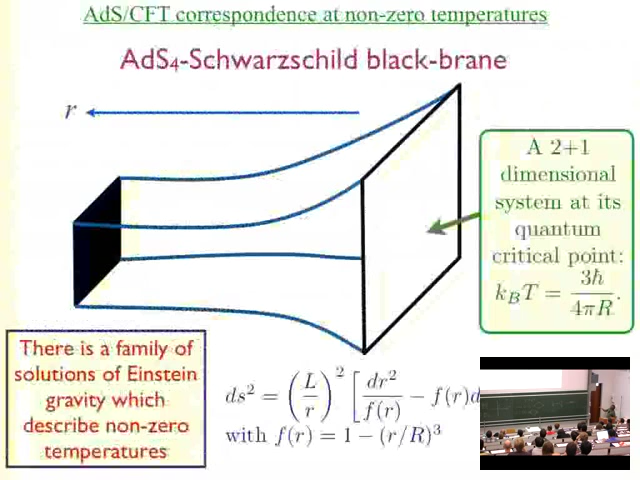 AdS/CFT correspondence at non-zero temperatures
AdS₄-Schwarzschild black-brane
r
A 2+1
dimensional
system at its
quantum
critical point:
k_B T = 3ħ / 4πR.
There is a family of
solutions of Einstein
gravity which
describe non-zero
temperatures
ds² = (L/r)² [ dr²/f(r) − f(r)d
with f(r) = 1 − (r/R)³